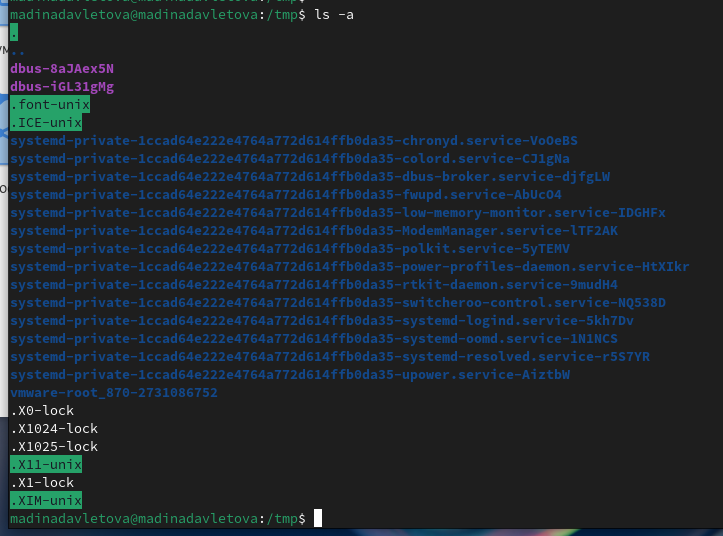 madinadavletova@madinadavletova:/tmp$ ls -a
.
..
dbus-8aJAex5N
dbus-iGL31gMg
.font-unix
.ICE-unix
systemd-private-1ccad64e222e4764a772d614ffb0da35-chronyd.service-VoOeBS
systemd-private-1ccad64e222e4764a772d614ffb0da35-colord.service-CJ1gNa
systemd-private-1ccad64e222e4764a772d614ffb0da35-dbus-broker.service-djfgLW
systemd-private-1ccad64e222e4764a772d614ffb0da35-fwupd.service-AbUcO4
systemd-private-1ccad64e222e4764a772d614ffb0da35-low-memory-monitor.service-IDGHFx
systemd-private-1ccad64e222e4764a772d614ffb0da35-ModemManager.service-lTF2AK
systemd-private-1ccad64e222e4764a772d614ffb0da35-polkit.service-5yTEMV
systemd-private-1ccad64e222e4764a772d614ffb0da35-power-profiles-daemon.service-HtXIkr
systemd-private-1ccad64e222e4764a772d614ffb0da35-rtkit-daemon.service-9mudH4
systemd-private-1ccad64e222e4764a772d614ffb0da35-switcheroo-control.service-NQ538D
systemd-private-1ccad64e222e4764a772d614ffb0da35-systemd-logind.service-5kh7Dv
systemd-private-1ccad64e222e4764a772d614ffb0da35-systemd-oomd.service-1N1NCS
systemd-private-1ccad64e222e4764a772d614ffb0da35-systemd-resolved.service-r5S7YR
systemd-private-1ccad64e222e4764a772d614ffb0da35-upower.service-AiztbW
vmware-root_870-2731086752
.X0-lock
.X1024-lock
.X1025-lock
.X11-unix
.X1-lock
.XIM-unix
madinadavletova@madinadavletova:/tmp$